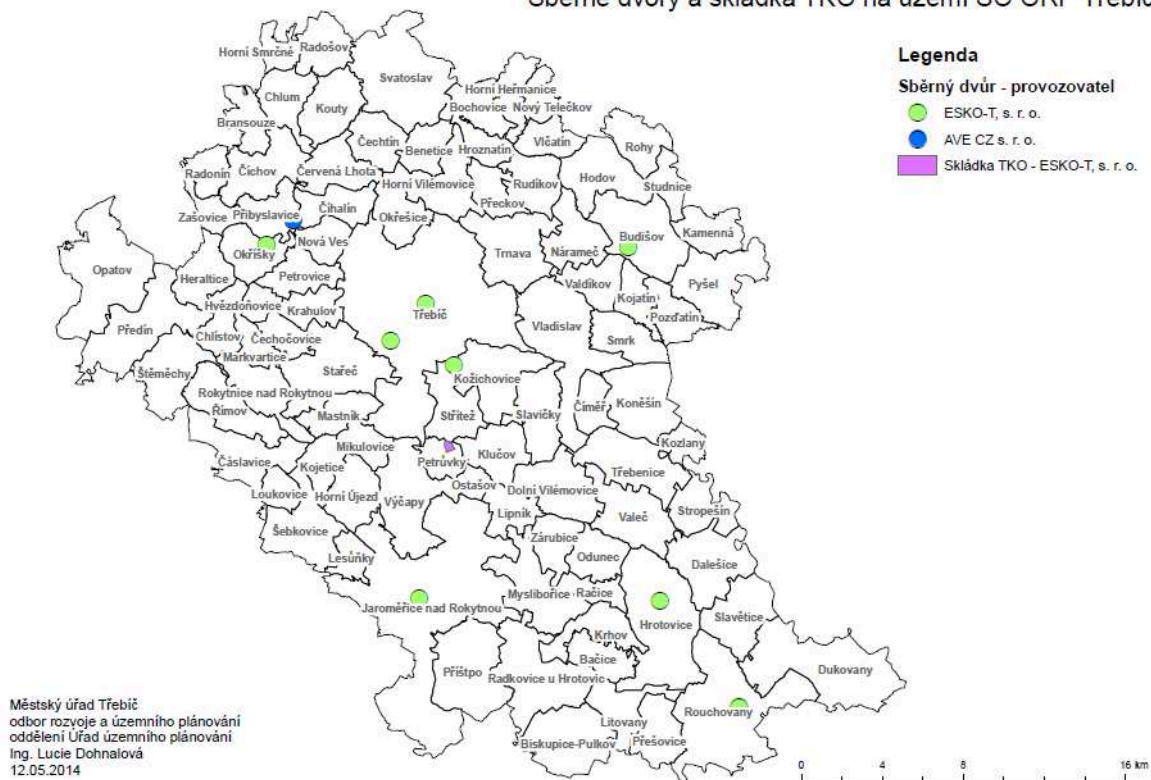 Sběrné dvory a skládka TKO na území SO ORP Třebíč
Legenda
Sběrný dvůr - provozovatel
ESKO-T, s. r. o.
AVE CZ s. r. o.
Skládka TKO - ESKO-T, s. r. o.
Horní Smrčné
Radošov
Svatoslav
Chlum
Kouty
Horní Heřmanice
Bochovice
Nový Telečkov
Bransouze
Čechtín
Benetice
Hroznatín
Vlčatín
Rohy
Radonín
Číchov
Červená Lhota
Horní Vilémovice
Rudíkov
Hodov
Studnice
Přeckov
Zašovice
Přibyslavice
Číhalín
Okřešice
Kamenná
Okříšky
Nová Ves
Trnava
Nárameč
Budišov
Opatov
Heraltice
Petrovice
Valdíkov
Kojatín
Pyšel
Hvězdoňovice
Krahulov
Třebíč
Vladislav
Pozďatín
Předín
Chlístov
Čechočovice
Smrk
Markvartice
Štěměchy
Stařeč
Kožichovice
Rokytnice nad Rokytnou
Římov
Mastník
Střítež
Slavičky
Číměř
Koněšín
Mikulovice
Kozlany
Čáslavice
Kojetice
Petrůvky
Klučov
Třebenice
Loukovice
Horní Újezd
Výčapy
Ostašov
Dolní Vilémovice
Lipník
Valeč
Stropešín
Šebkovice
Zárubice
Lesůňky
Odunec
Dalešice
Jaroměřice nad Rokytnou
Myslibořice
Račice
Hrotovice
Slavětice
Krhov
Bačice
Příštpo
Radkovice u Hrotovic
Dukovany
Rouchovany
Litovany
Biskupice-Pulkov
Přešovice
Městský úřad Třebíč
odbor rozvoje a územního plánování
oddělení Úřad územního plánování
Ing. Lucie Dohnalová
12.05.2014
0 4 8 16 km